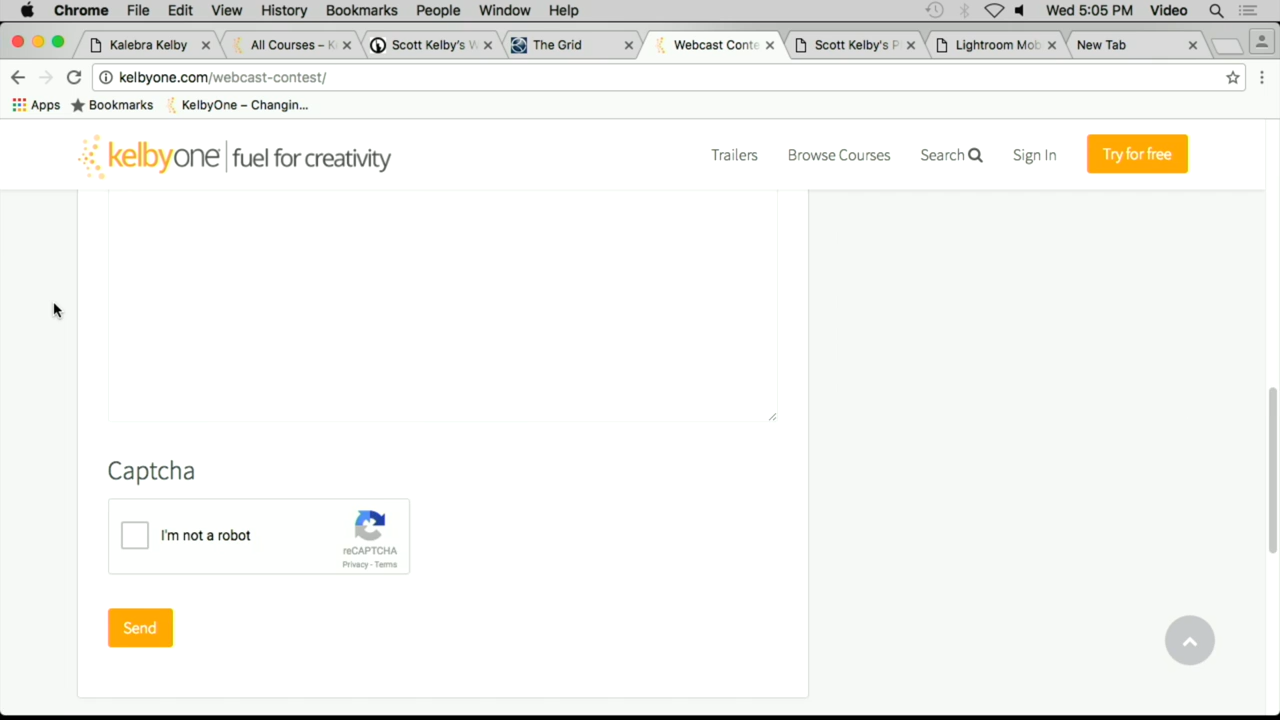 Chrome File Edit View History Bookmarks People Window Help Wed 5:05 PM Video
Kalebra Kelby All Courses – K Scott Kelby's W The Grid Webcast Conte Scott Kelby's P Lightroom Mob New Tab
kelbyone.com/webcast-contest/
Apps Bookmarks KelbyOne – Changin...
kelbyone fuel for creativity Trailers Browse Courses Search Sign In Try for free
Captcha
I'm not a robot
reCAPTCHA
Privacy - Terms
Send